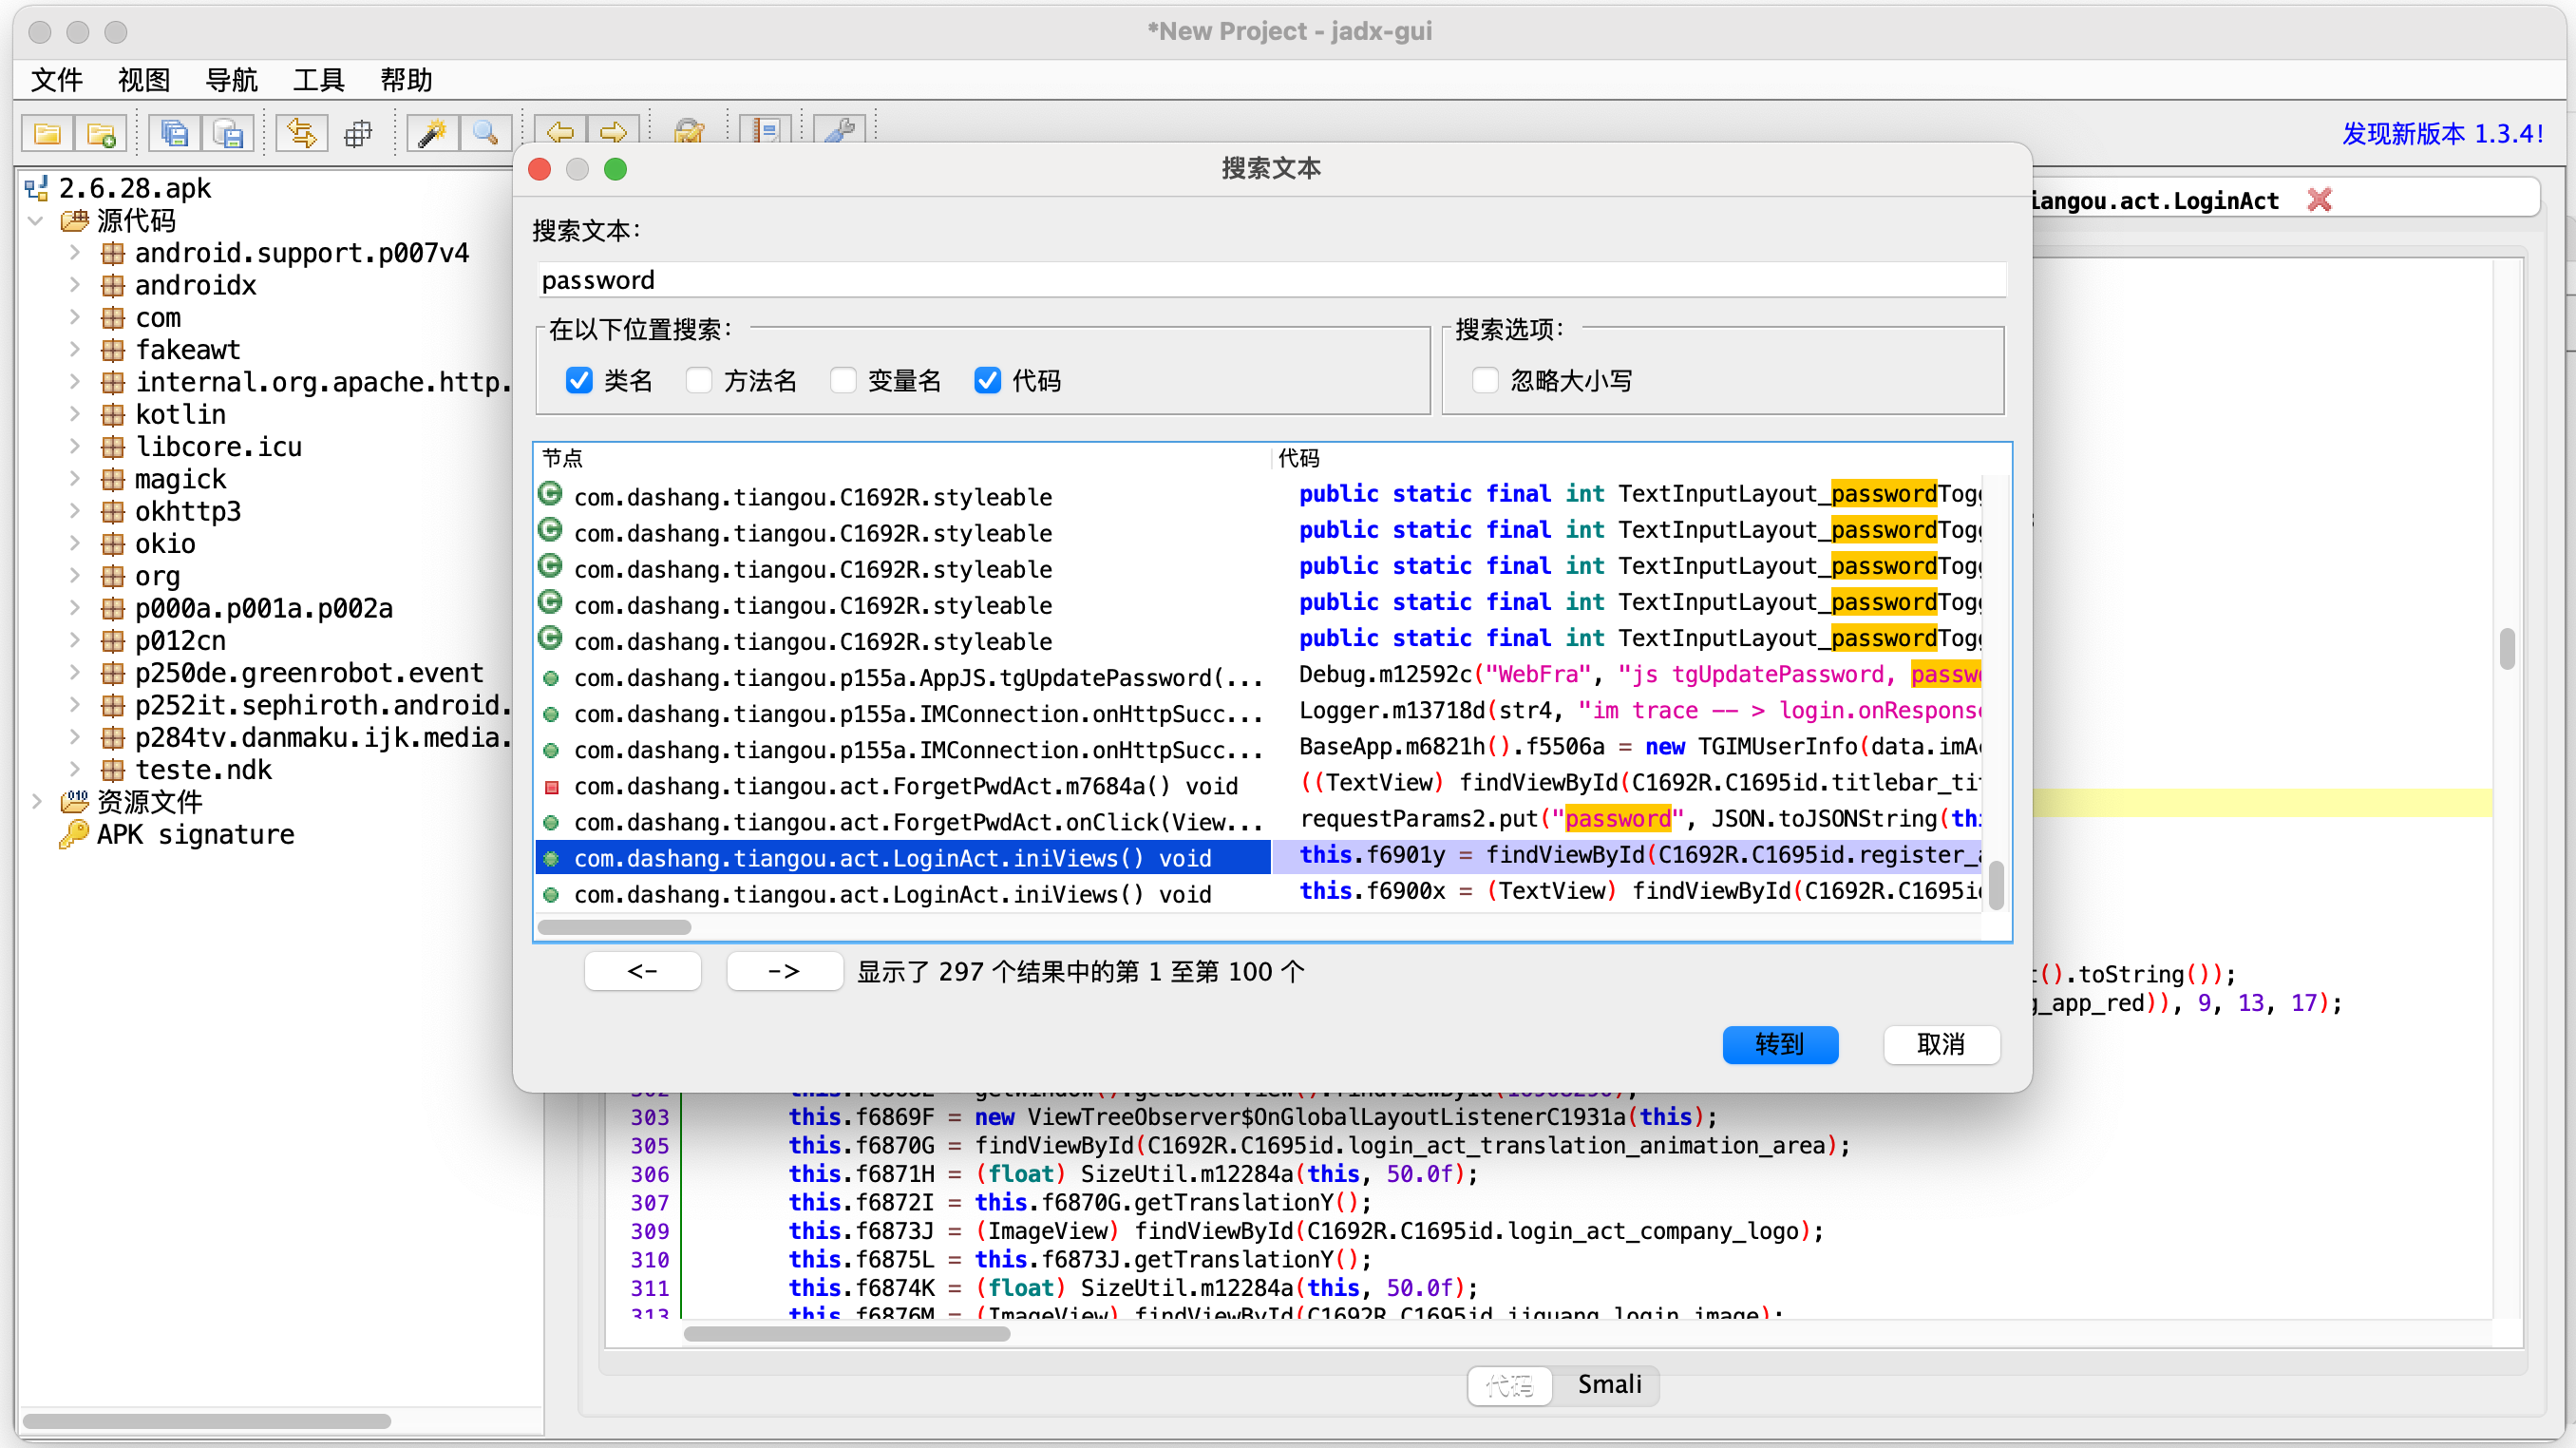 *New Project - jadx-gui
文件 视图 导航 工具 帮助
发现新版本 1.3.4!
2.6.28.apk
源代码
android.support.p007v4
androidx
com
fakeawt
internal.org.apache.http.
kotlin
libcore.icu
magick
okhttp3
okio
org
p000a.p001a.p002a
p012cn
p250de.greenrobot.event
p252it.sephiroth.android.
p284tv.danmaku.ijk.media.
teste.ndk
资源文件
APK signature
iangou.act.LoginAct
搜索文本
搜索文本:
password
在以下位置搜索:
类名 方法名 变量名 代码
搜索选项:
忽略大小写
节点 代码
com.dashang.tiangou.C1692R.styleable public static final int TextInputLayout_passwordTogg
com.dashang.tiangou.C1692R.styleable public static final int TextInputLayout_passwordTogg
com.dashang.tiangou.C1692R.styleable public static final int TextInputLayout_passwordTogg
com.dashang.tiangou.C1692R.styleable public static final int TextInputLayout_passwordTogg
com.dashang.tiangou.C1692R.styleable public static final int TextInputLayout_passwordTogg
com.dashang.tiangou.p155a.AppJS.tgUpdatePassword(... Debug.m12592c("WebFra", "js tgUpdatePassword, passw
com.dashang.tiangou.p155a.IMConnection.onHttpSucc... Logger.m13718d(str4, "im trace -- > login.onRespons
com.dashang.tiangou.p155a.IMConnection.onHttpSucc... BaseApp.m6821h().f5506a = new TGIMUserInfo(data.imA
com.dashang.tiangou.act.ForgetPwdAct.m7684a() void ((TextView) findViewById(C1692R.C1695id.titlebar_ti
com.dashang.tiangou.act.ForgetPwdAct.onClick(View... requestParams2.put("password", JSON.toJSONString(thi
com.dashang.tiangou.act.LoginAct.iniViews() void this.f6901y = findViewById(C1692R.C1695id.register_
com.dashang.tiangou.act.LoginAct.iniViews() void this.f6900x = (TextView) findViewById(C1692R.C1695i
<- -> 显示了 297 个结果中的第 1 至第 100 个
().toString());
_app_red)), 9, 13, 17);
转到 取消
303 this.f6869F = new ViewTreeObserver$OnGlobalLayoutListenerC1931a(this);
305 this.f6870G = findViewById(C1692R.C1695id.login_act_translation_animation_area);
306 this.f6871H = (float) SizeUtil.m12284a(this, 50.0f);
307 this.f6872I = this.f6870G.getTranslationY();
309 this.f6873J = (ImageView) findViewById(C1692R.C1695id.login_act_company_logo);
310 this.f6875L = this.f6873J.getTranslationY();
311 this.f6874K = (float) SizeUtil.m12284a(this, 50.0f);
313 this.f6876M = (ImageView) findViewById(C1692R.C1695id.jiguang_login_image);
代码 Smali